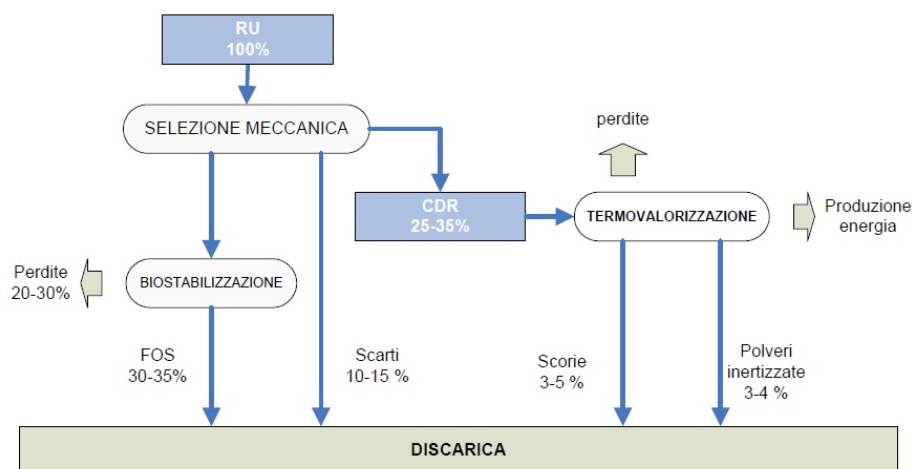 RU
100%
SELEZIONE MECCANICA
perdite
CDR
25-35%
TERMOVALORIZZAZIONE
Produzione
energia
Perdite
20-30%
BIOSTABILIZZAZIONE
FOS
30-35%
Scarti
10-15 %
Scorie
3-5 %
Polveri
inertizzate
3-4 %
DISCARICA